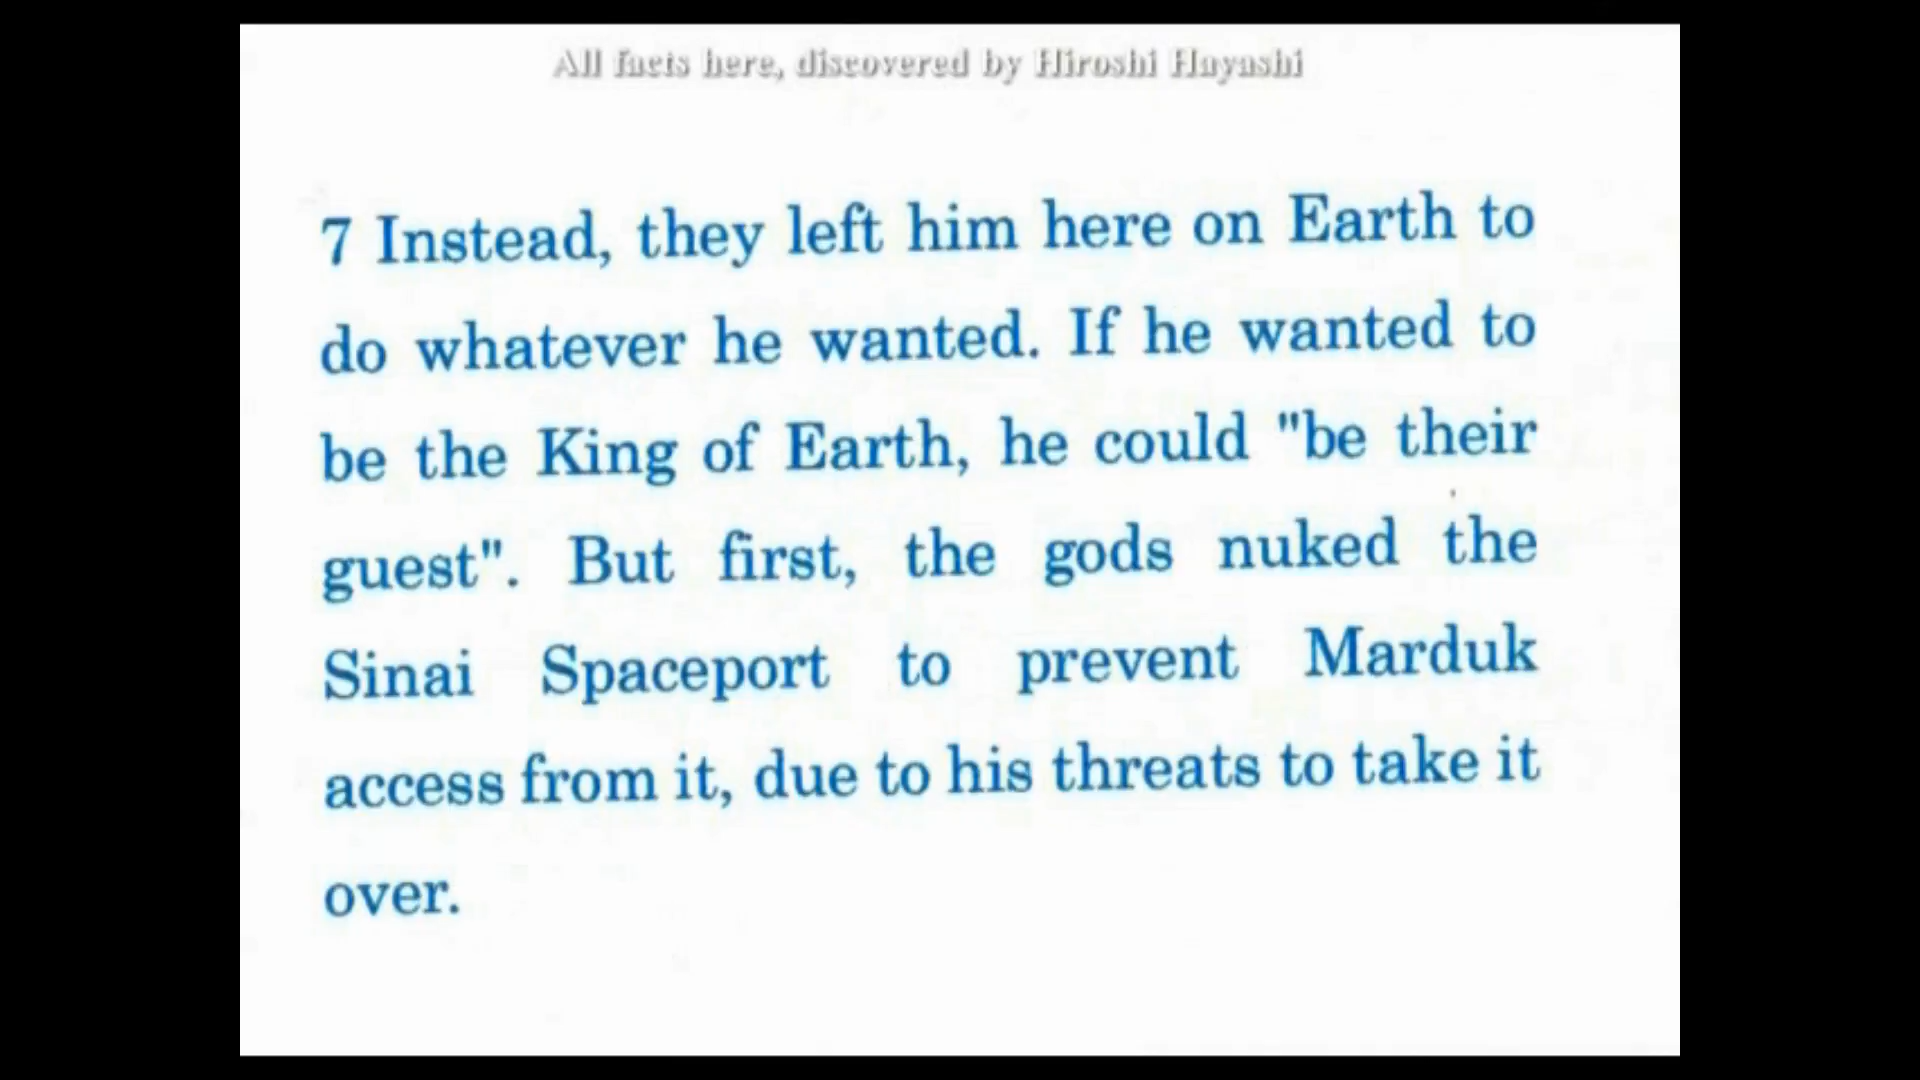 All facts here, discovered by Hiroshi Hayashi
7 Instead, they left him here on Earth to
do whatever he wanted. If he wanted to
be the King of Earth, he could "be their
guest". But first, the gods nuked the
Sinai Spaceport to prevent Marduk
access from it, due to his threats to take it
over.